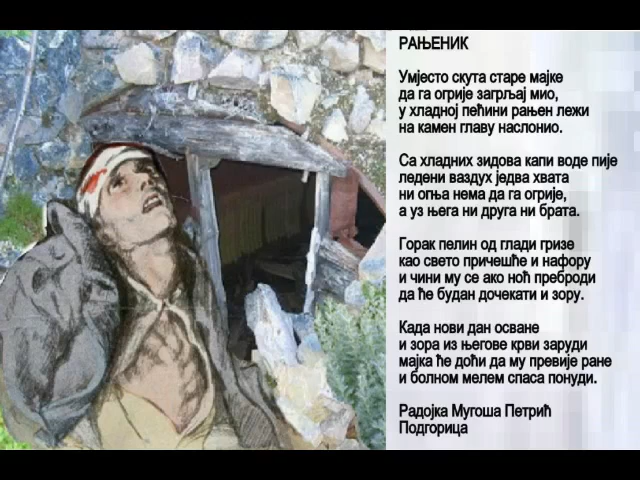 РАЊЕНИК
Умјесто скута старе мајке
да га огрије загрљај мио,
у хладној пећини рањен лежи
на камен главу наслонио.
Са хладних зидова капи воде пије
ледени ваздух једва хвата
ни огња нема да га огрије,
а уз њега ни друга ни брата.
Горак пелин од глади гризе
као свето причешће и нафору
и чини му се ако ноћ преброди
да ће будан дочекати и зору.
Када нови дан осване
и зора из његове крви заруди
мајка ће доћи да му превије ране
и болном мелем спаса понуди.
Радојка Мугоша Петрић
Подгорица